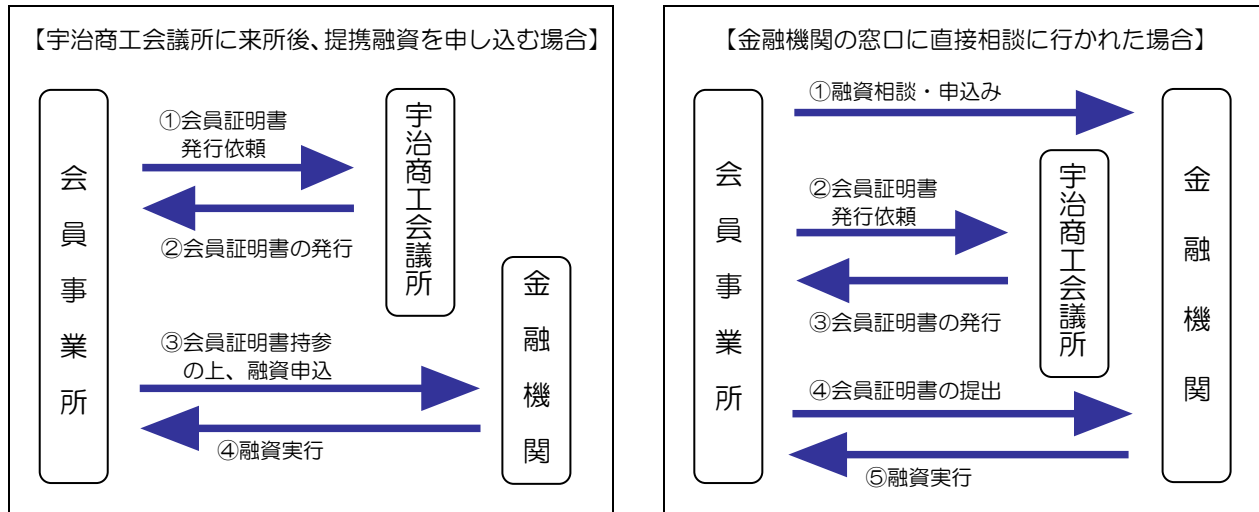 【宇治商工会議所に来所後、提携融資を申し込む場合】
会員事業所
①会員証明書
発行依頼
宇治商工会議所
②会員証明書の発行
金融機関
③会員証明書持参
の上、融資申込
④融資実行
【金融機関の窓口に直接相談に行かれた場合】
会員事業所
①融資相談・申込み
金融機関
②会員証明書
発行依頼
宇治商工会議所
③会員証明書の発行
④会員証明書の提出
⑤融資実行